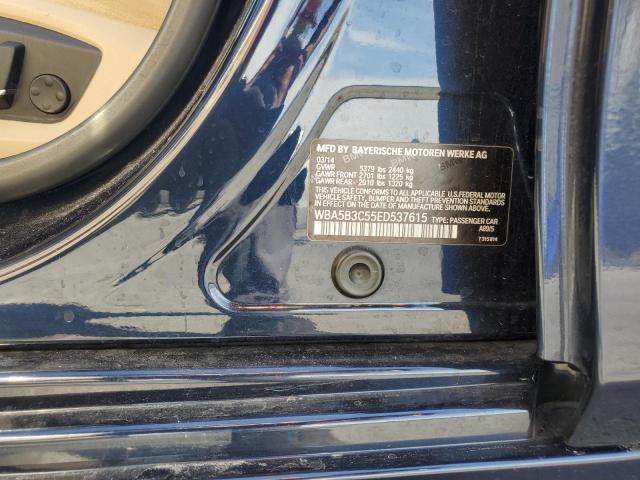 MFD BY BAYERISCHE MOTOREN WERKE AG
03/14
GVWR 5379 lbs 2440 kg
GAWR FRONT 2701 lbs 1225 kg
GAWR REAR 2910 lbs 1320 kg
THIS VEHICLE CONFORMS TO ALL APPLICABLE U.S.FEDERAL MOTOR
VEHICLE SAFETY, BUMPER, AND THEFT PREVENTION STANDARDS
IN EFFECT ON THE DATE OF MANUFACTURE SHOWN ABOVE.
WBA5B3C55ED537615 TYPE: PASSENGER CAR
A89/5
7315814